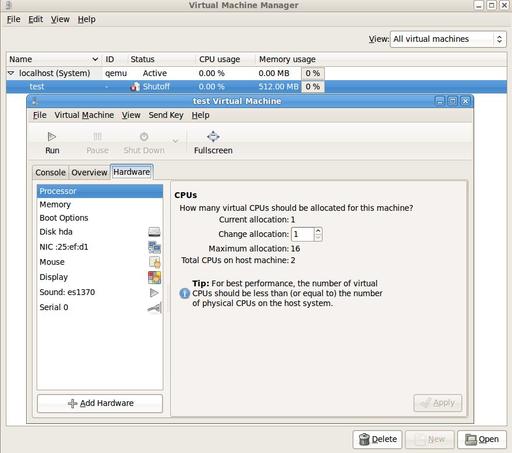 Virtual Machine Manager
File Edit View Help
View: All virtual machines
Name ID Status CPU usage Memory usage
localhost (System) qemu Active 0.00 % 0.00 MB 0 %
test - Shutoff 0.00 % 512.00 MB 0 %
test Virtual Machine
File Virtual Machine View Send Key Help
Run Pause Shut Down Fullscreen
Console Overview Hardware
Processor
Memory
Boot Options
Disk hda
NIC :25:ef:d1
Mouse
Display
Sound: es1370
Serial 0
Add Hardware
CPUs
How many virtual CPUs should be allocated for this machine?
Current allocation: 1
Change allocation: 1
Maximum allocation: 16
Total CPUs on host machine: 2
Tip: For best performance, the number of virtual
CPUs should be less than (or equal to) the number
of physical CPUs on the host system.
Apply
Delete New Open